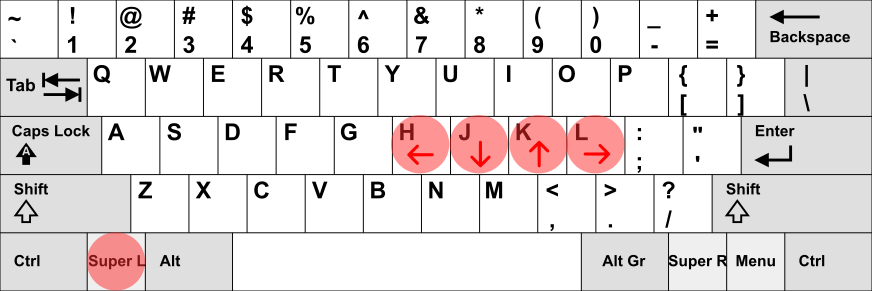 ~ ! @ # $ % ^ & * ( ) _ +
` 1 2 3 4 5 6 7 8 9 0 - = Backspace
Tab Q W E R T Y U I O P { } |
[ ] \
Caps Lock A S D F G H J K L : " Enter
A ; '
Shift Z X C V B N M < > ? Shift
, . /
Ctrl Super L Alt Alt Gr Super R Menu Ctrl